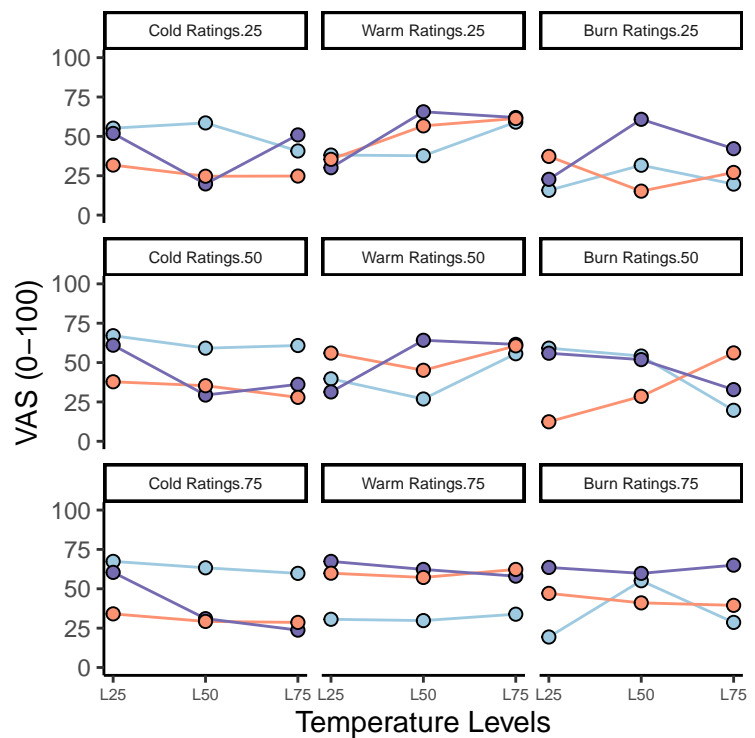 Cold Ratings.25 Warm Ratings.25 Burn Ratings.25
100
75
50
25
0
Cold Ratings.50 Warm Ratings.50 Burn Ratings.50
100
75
50
25
0
VAS (0−100)
Cold Ratings.75 Warm Ratings.75 Burn Ratings.75
100
75
50
25
0
L25 L50 L75 L25 L50 L75 L25 L50 L75
Temperature Levels